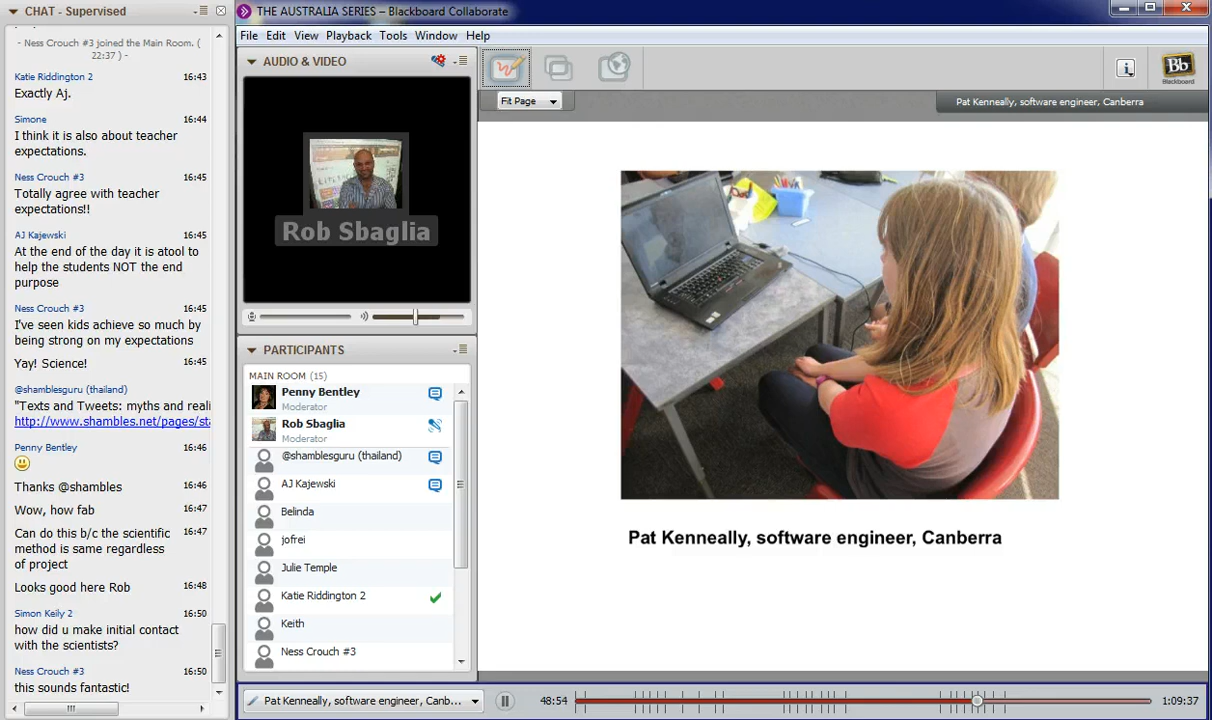 CHAT - Supervised
- Ness Crouch #3 joined the Main Room. (
22:37 ) -
Katie Riddington 2 16:43
Exactly Aj.
Simone 16:44
I think it is also about teacher
expectations.
Ness Crouch #3 16:45
Totally agree with teacher
expectations!!
AJ Kajewski 16:45
At the end of the day it is atool to
help the students NOT the end
purpose
Ness Crouch #3 16:45
I've seen kids achieve so much by
being strong on my expectations
Yay! Science! 16:45
@shamblesguru (thailand)
"Texts and Tweets: myths and reali
http://www.shambles.net/pages/sta
Penny Bentley 16:46
Thanks @shambles 16:46
Wow, how fab 16:47
Can do this b/c the scientific 16:47
method is same regardless
of project
Looks good here Rob 16:48
Simon Keily 2 16:50
how did u make initial contact
with the scientists?
Ness Crouch #3 16:50
this sounds fantastic!
THE AUSTRALIA SERIES – Blackboard Collaborate
File Edit View Playback Tools Window Help
AUDIO & VIDEO
Rob Sbaglia
PARTICIPANTS
MAIN ROOM (15)
Penny Bentley
Moderator
Rob Sbaglia
Moderator
@shamblesguru (thailand)
AJ Kajewski
Belinda
jofrei
Julie Temple
Katie Riddington 2
Keith
Ness Crouch #3
Fit Page
Bb
Blackboard
Pat Kenneally, software engineer, Canberra
Pat Kenneally, software engineer, Canberra
Pat Kenneally, software engineer, Canb...
48:54
1:09:37